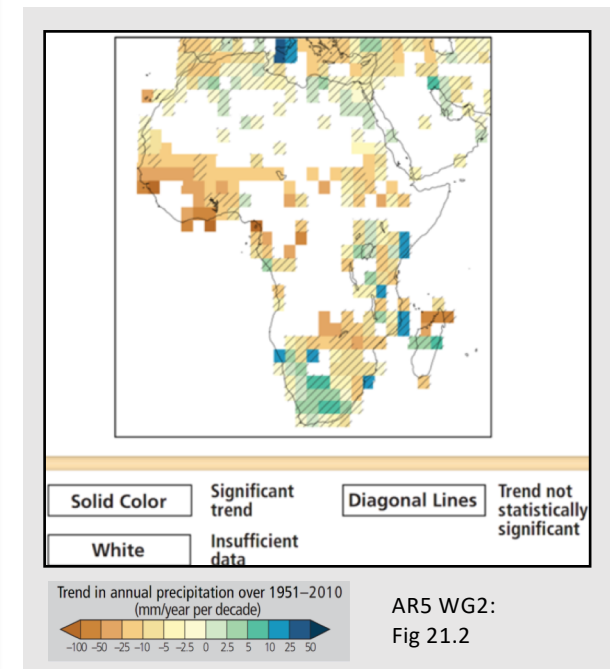 Solid Color
Significant
trend
Diagonal Lines
Trend not
statistically
significant
White
Insufficient
data
Trend in annual precipitation over 1951–2010
(mm/year per decade)
–100 –50 –25 –10 –5 –2.5 0 2.5 5 10 25 50
AR5 WG2:
Fig 21.2